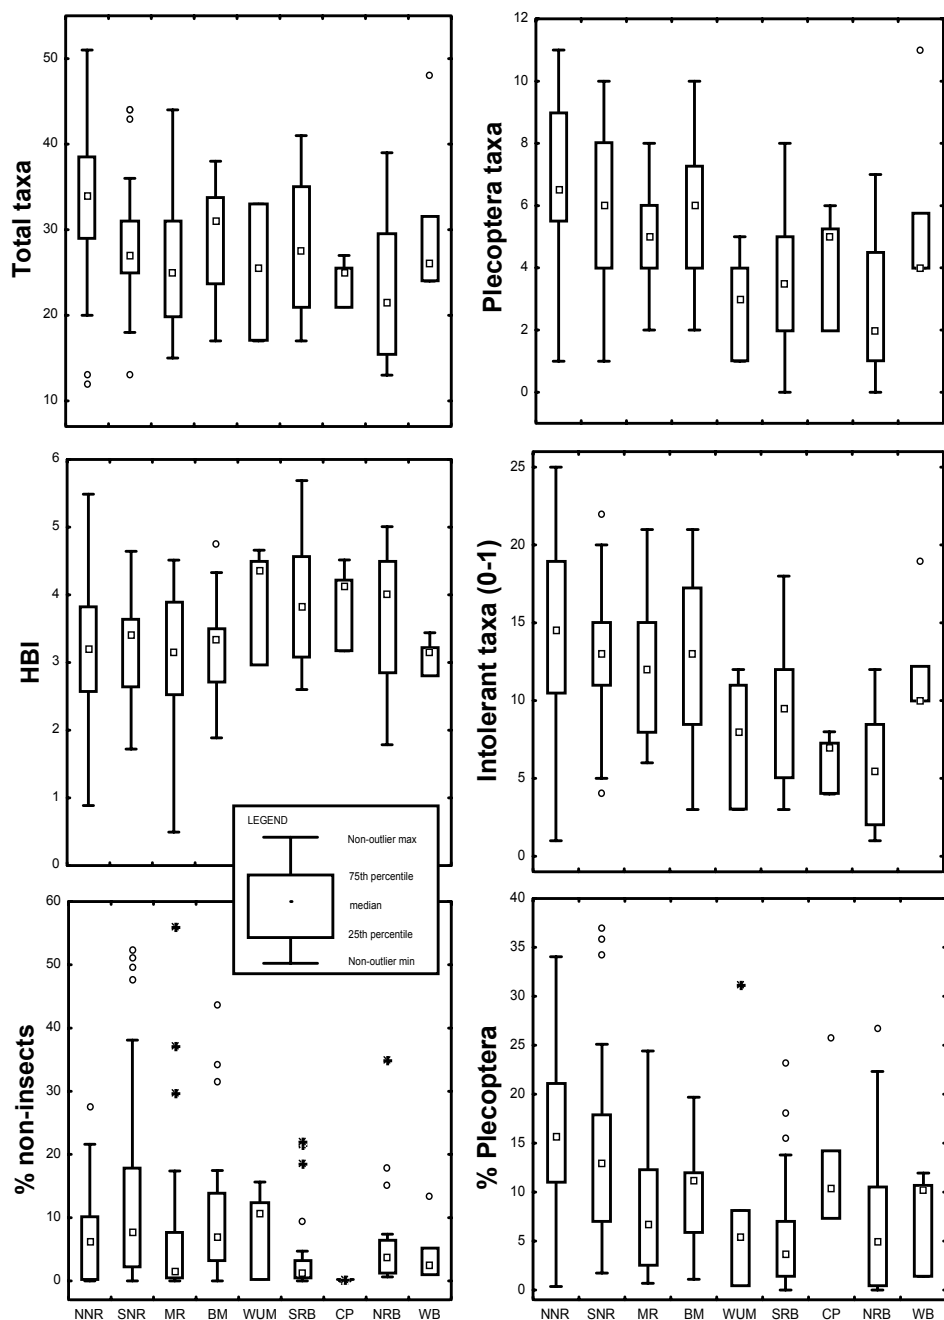 Total taxa
50
40
30
20
10
Plecoptera taxa
12
10
8
6
4
2
0
HBI
6
5
4
3
2
1
0
Intolerant taxa (0-1)
25
20
15
10
5
0
LEGEND
Non-outlier max
75th percentile
median
25th percentile
Non-outlier min
% non-insects
60
50
40
30
20
10
0
NNR SNR MR BM WUM SRB CP NRB WB
% Plecoptera
40
35
30
25
20
15
10
5
0
NNR SNR MR BM WUM SRB CP NRB WB